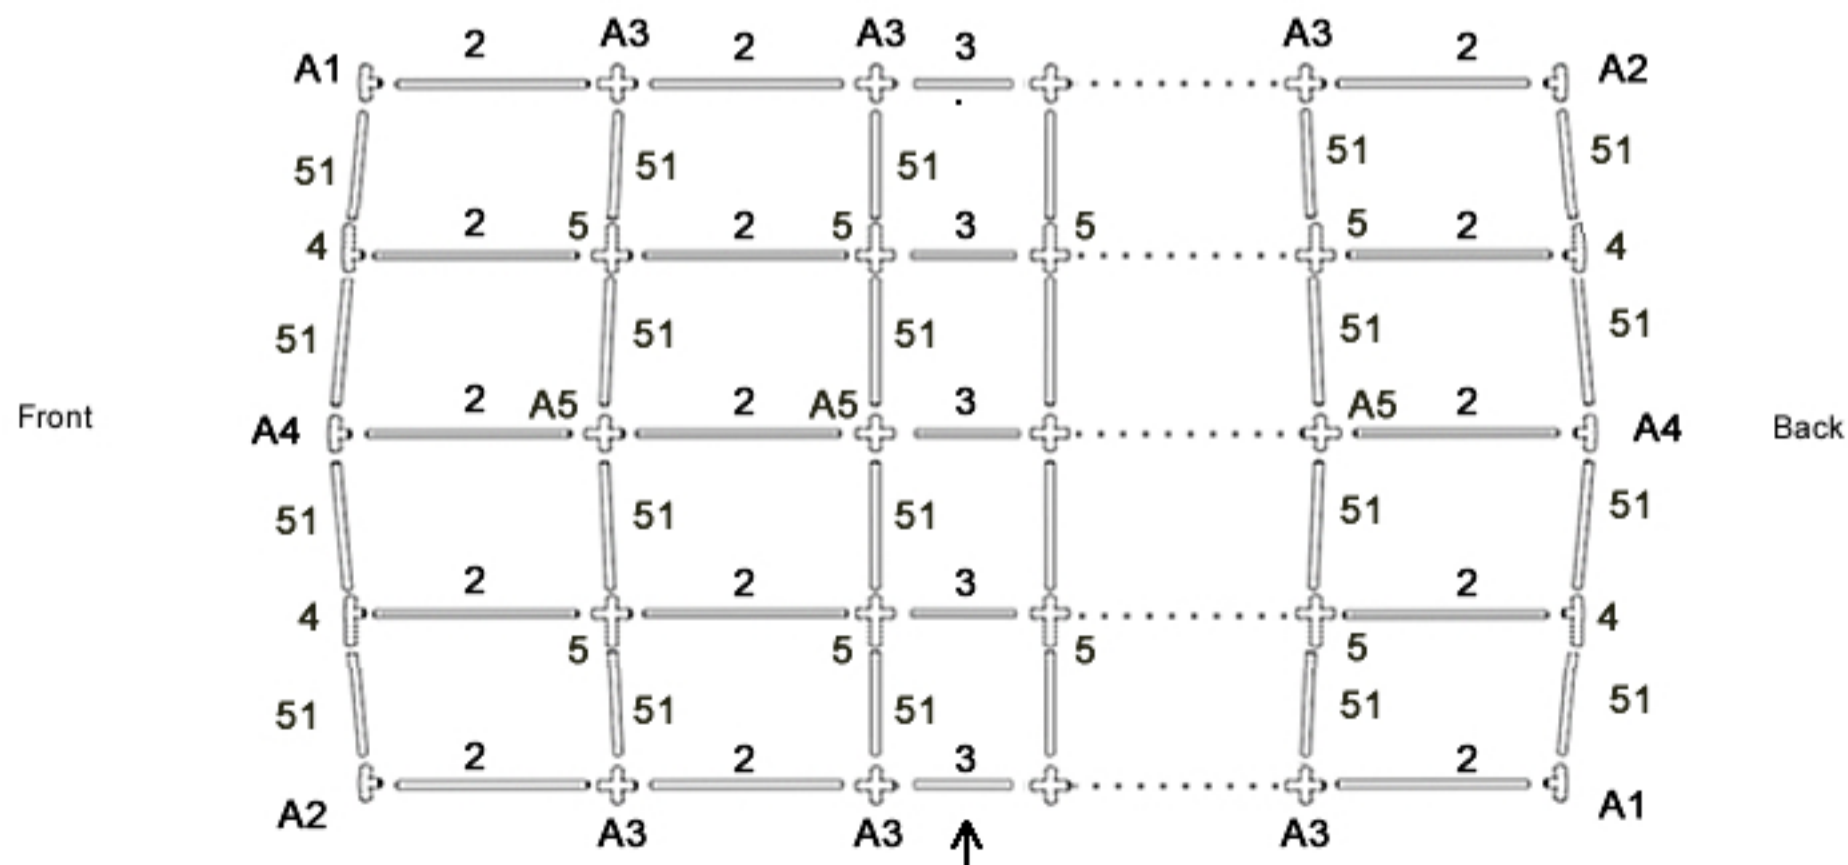 2 A3 2 A3 3 A3 2
A1 A2
51 51 51 51 51
2 5 2 5 3 5 5 2
4 4
51 51 51 51 51
2 A5 2 A5 3 A5 2
Front A4 A4 Back
51 51 51 51 51
2 2 3 2
4 5 5 5 5 4
51 51 51 51 51
2 2 3 2
A2 A3 A3 A3 A1